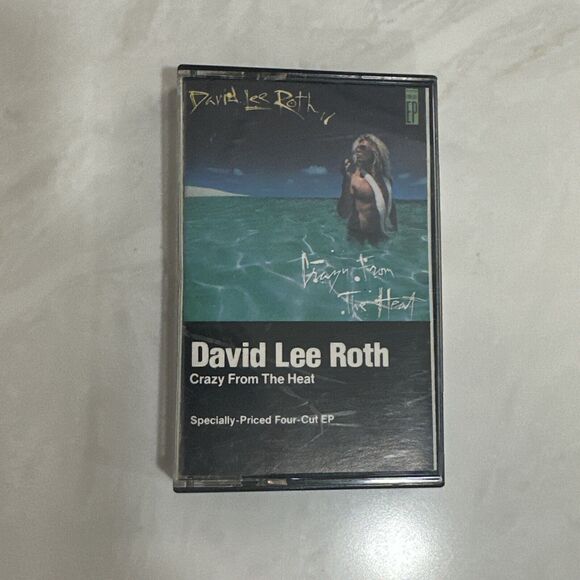 David Lee Roth
EP
Crazy From
The Heat
David Lee Roth
Crazy From The Heat
Specially-Priced Four-Cut EP